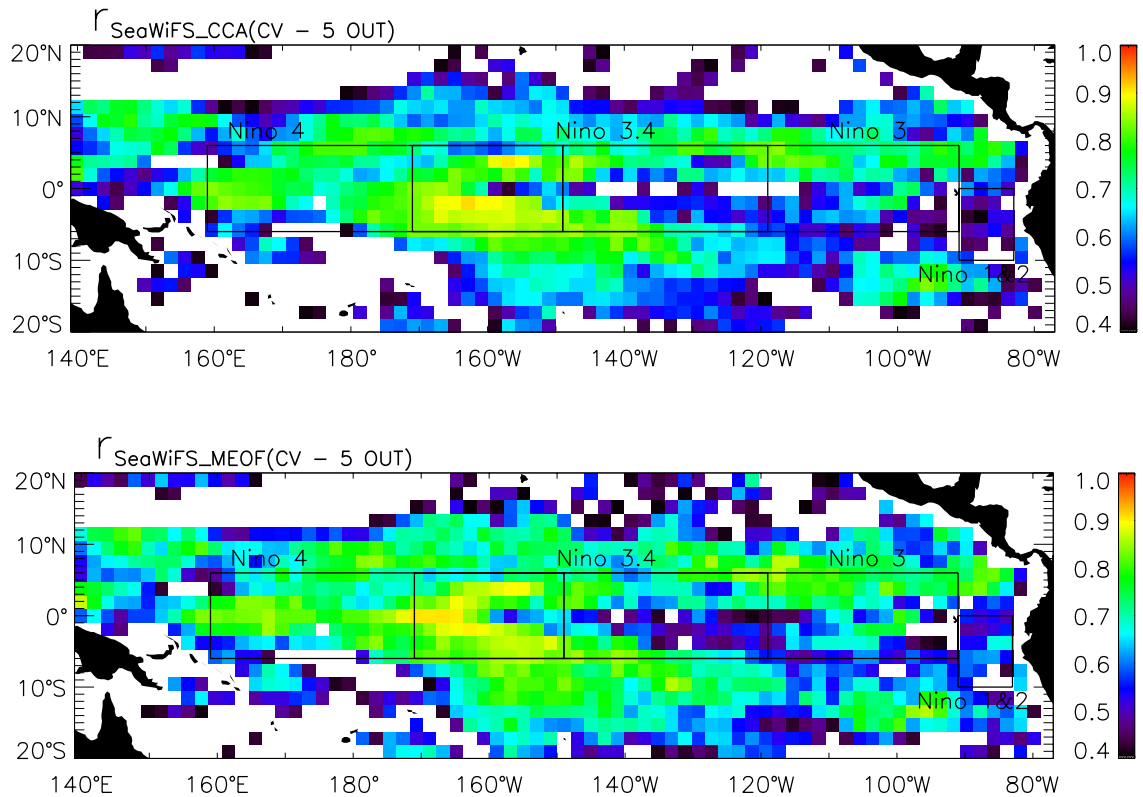 r SeaWiFS_CCA(CV - 5 OUT)
20°N
10°N
0°
10°S
20°S
Nino 4
Nino 3.4
Nino 3
Nino 1&2
140°E 160°E 180° 160°W 140°W 120°W 100°W 80°W
1.0
0.9
0.8
0.7
0.6
0.5
0.4
r SeaWiFS_MEOF(CV - 5 OUT)
20°N
10°N
0°
10°S
20°S
Nino 4
Nino 3.4
Nino 3
Nino 1&2
140°E 160°E 180° 160°W 140°W 120°W 100°W 80°W
1.0
0.9
0.8
0.7
0.6
0.5
0.4